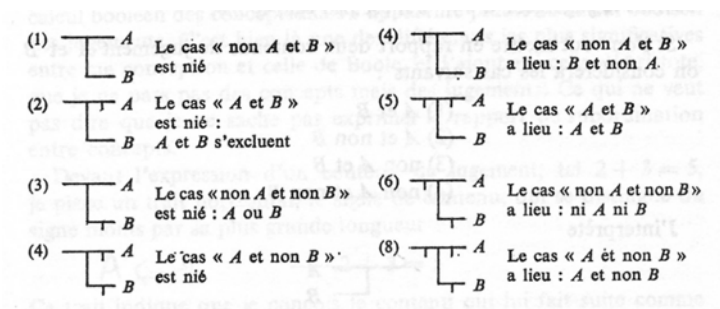 (1) A
Le cas « non A et B »
est nié
B
(2) A
Le cas « A et B »
est nié :
B A et B s'excluent
(3) A
Le cas «non A et non B »
est nié : A ou B
B
(4) A
Le cas « A et non B »
est nié
B
(4) A
Le cas « non A et B »
a lieu : B et non A
B
(5) A
Le cas « A et B »
a lieu : A et B
B
(6) A
Le cas « non A et non B »
a lieu : ni A ni B
B
(8) A
Le cas « A et non B »
a lieu : A et non B
B